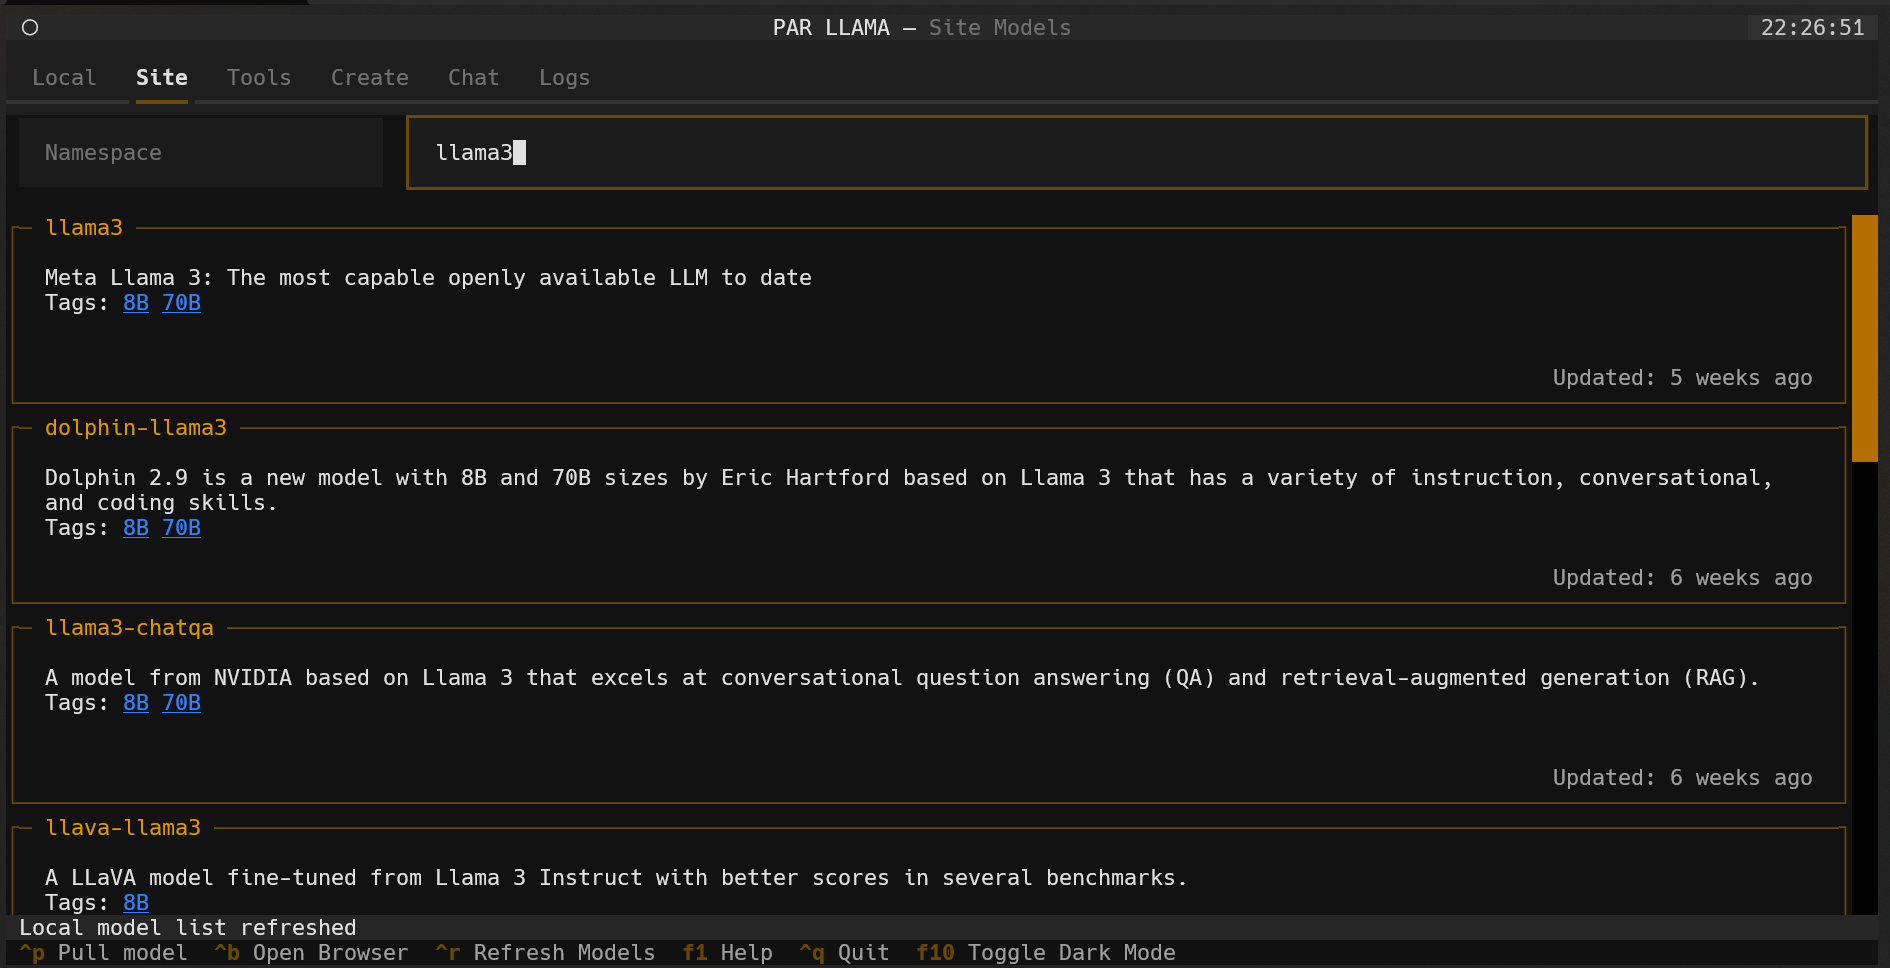 PAR LLAMA — Site Models 22:26:51
Local Site Tools Create Chat Logs
Namespace llama3
llama3
Meta Llama 3: The most capable openly available LLM to date
Tags: 8B 70B
Updated: 5 weeks ago
dolphin-llama3
Dolphin 2.9 is a new model with 8B and 70B sizes by Eric Hartford based on Llama 3 that has a variety of instruction, conversational,
and coding skills.
Tags: 8B 70B
Updated: 6 weeks ago
llama3-chatqa
A model from NVIDIA based on Llama 3 that excels at conversational question answering (QA) and retrieval-augmented generation (RAG).
Tags: 8B 70B
Updated: 6 weeks ago
llava-llama3
A LLaVA model fine-tuned from Llama 3 Instruct with better scores in several benchmarks.
Tags: 8B
Local model list refreshed
^p Pull model ^b Open Browser ^r Refresh Models f1 Help ^q Quit f10 Toggle Dark Mode